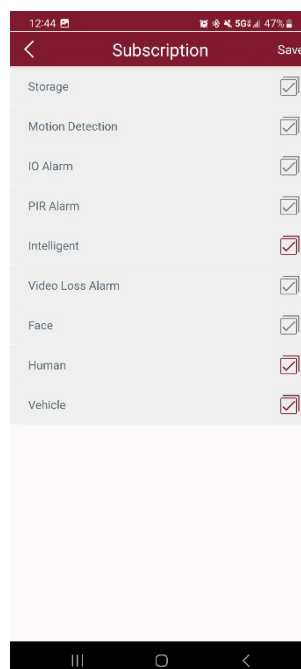 12:44 5G 47%
Subscription Save
Storage
Motion Detection
IO Alarm
PIR Alarm
Intelligent
Video Loss Alarm
Face
Human
Vehicle